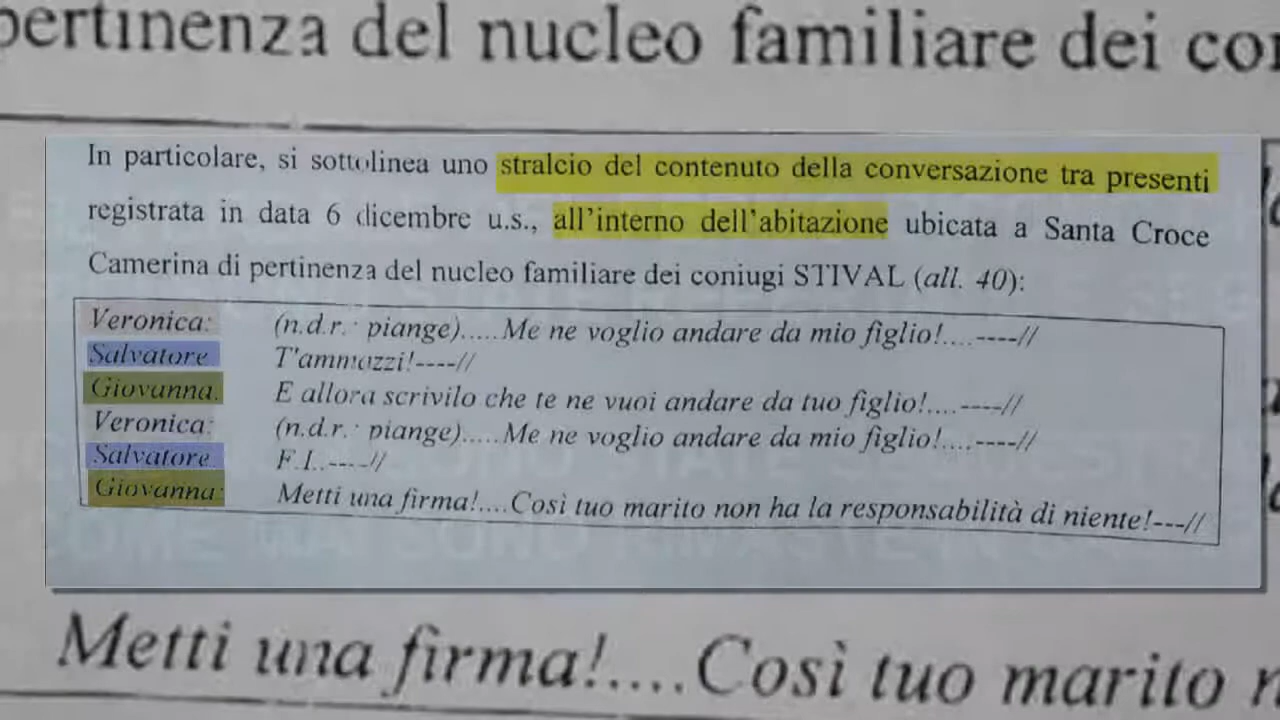 pertinenza del nucleo familiare dei con
In particolare, si sottolinea uno stralcio del contenuto della conversazione tra presenti
registrata in data 6 dicembre u.s., all'interno dell'abitazione ubicata a Santa Croce
Camerina di pertinenza del nucleo familiare dei coniugi STIVAL (all. 40):
Veronica: (n.d.r.: piange).....Me ne voglio andare da mio figlio!....----//
Salvatore T'ammazzi!----//
Giovanna: E allora scrivilo che te ne vuoi andare da tuo figlio!....----//
Veronica: (n.d.r.: piange).....Me ne voglio andare da mio figlio!....----//
Salvatore F.I..----//
Giovanna: Metti una firma!....Così tuo marito non ha la responsabilità di niente!---//
Metti una firma!....Così tuo marito n